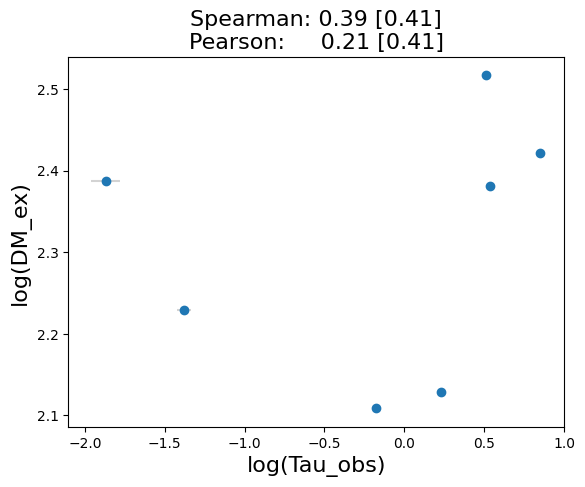 Spearman: 0.39 [0.41]
Pearson: 0.21 [0.41]
2.5
2.4
2.3
2.2
2.1
log(DM_ex)
−2.0 −1.5 −1.0 −0.5 0.0 0.5 1.0
log(Tau_obs)